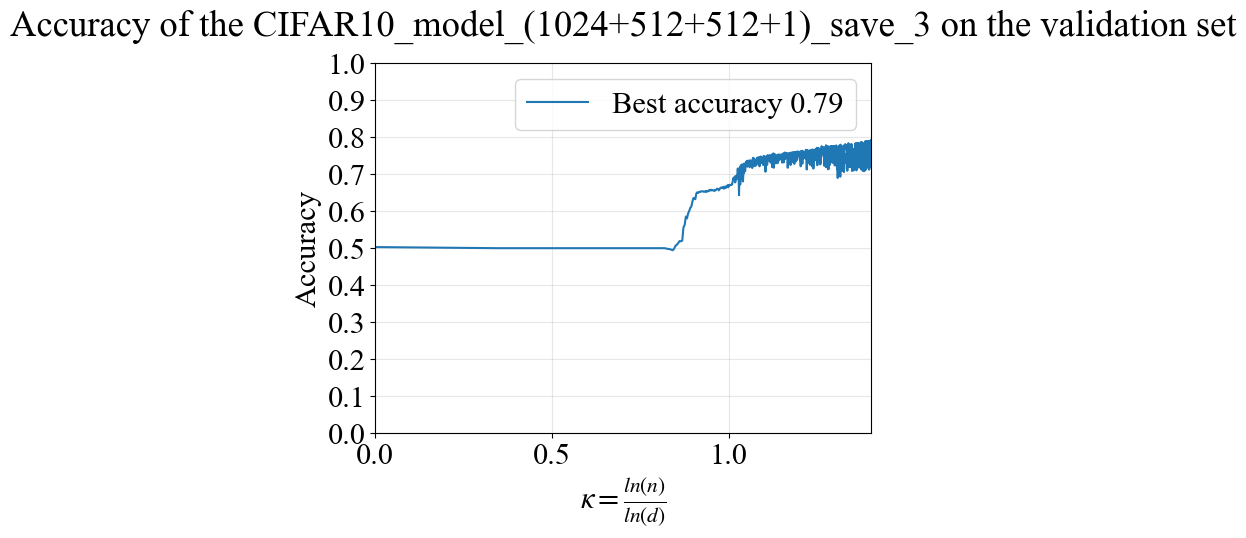 Accuracy of the CIFAR10_model_(1024+512+512+1)_save_3 on the validation set
Best accuracy 0.79
Accuracy
1.0
0.9
0.8
0.7
0.6
0.5
0.4
0.3
0.2
0.1
0.0
0.0 0.5 1.0
κ = ln(n) / ln(d)